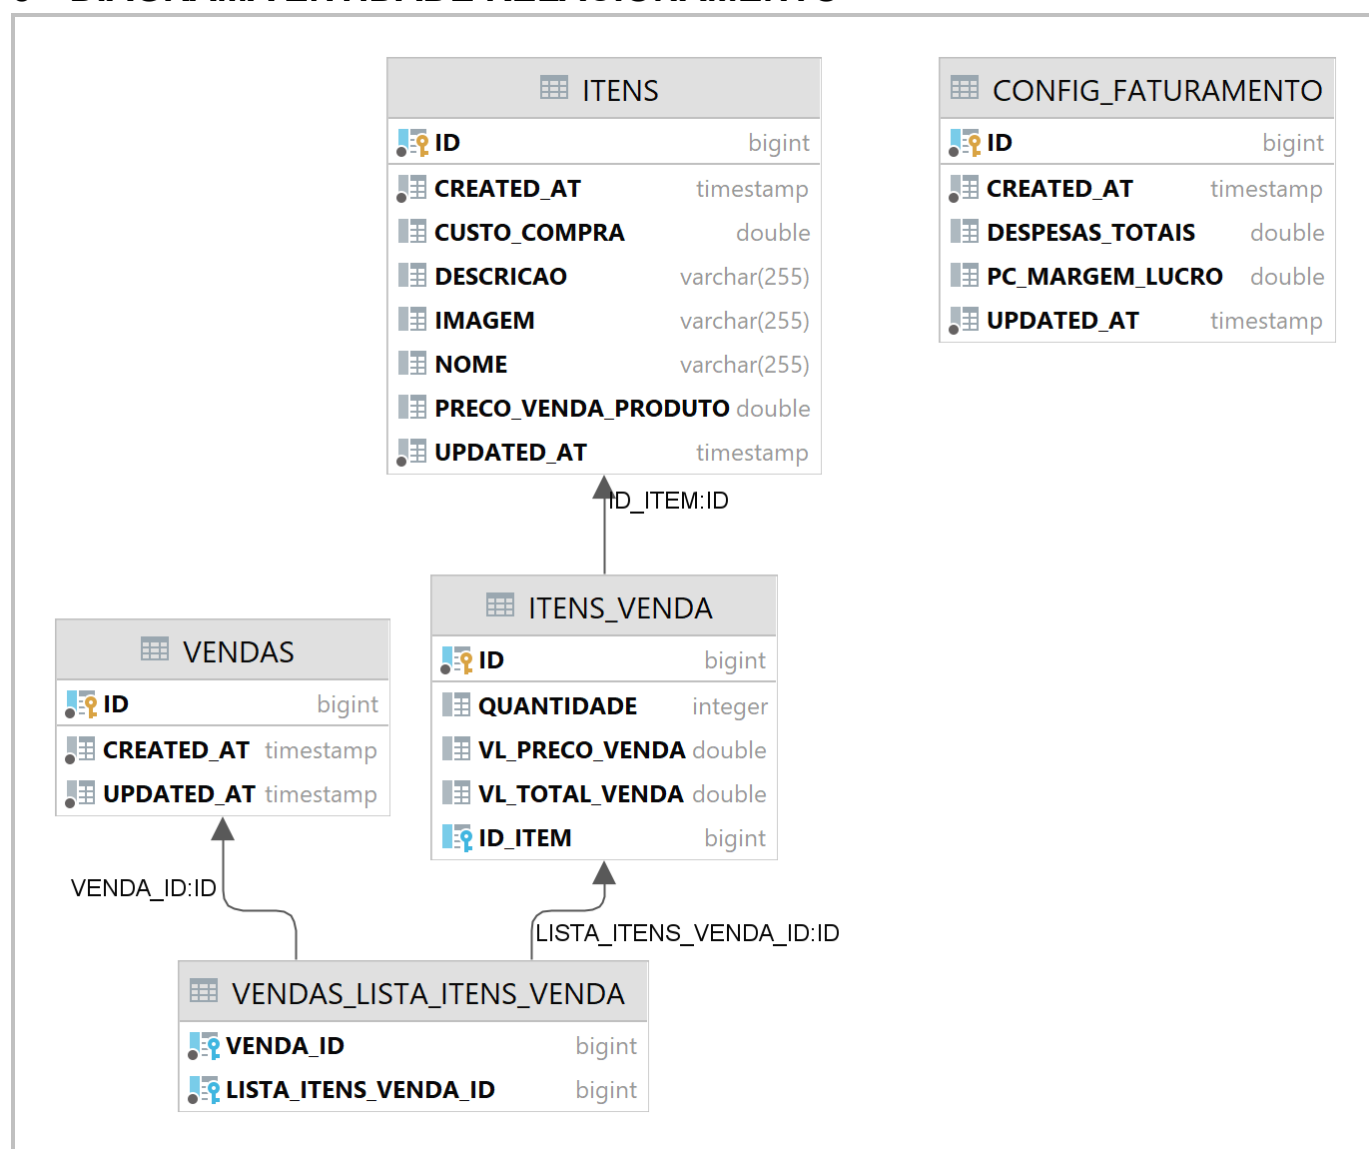 DIAGRAMA ENTIDADE RELACIONAMENTO
ITENS
ID bigint
CREATED_AT timestamp
CUSTO_COMPRA double
DESCRICAO varchar(255)
IMAGEM varchar(255)
NOME varchar(255)
PRECO_VENDA_PRODUTO double
UPDATED_AT timestamp
CONFIG_FATURAMENTO
ID bigint
CREATED_AT timestamp
DESPESAS_TOTAIS double
PC_MARGEM_LUCRO double
UPDATED_AT timestamp
ID_ITEM:ID
ITENS_VENDA
ID bigint
QUANTIDADE integer
VL_PRECO_VENDA double
VL_TOTAL_VENDA double
ID_ITEM bigint
VENDAS
ID bigint
CREATED_AT timestamp
UPDATED_AT timestamp
VENDA_ID:ID
LISTA_ITENS_VENDA_ID:ID
VENDAS_LISTA_ITENS_VENDA
VENDA_ID bigint
LISTA_ITENS_VENDA_ID bigint